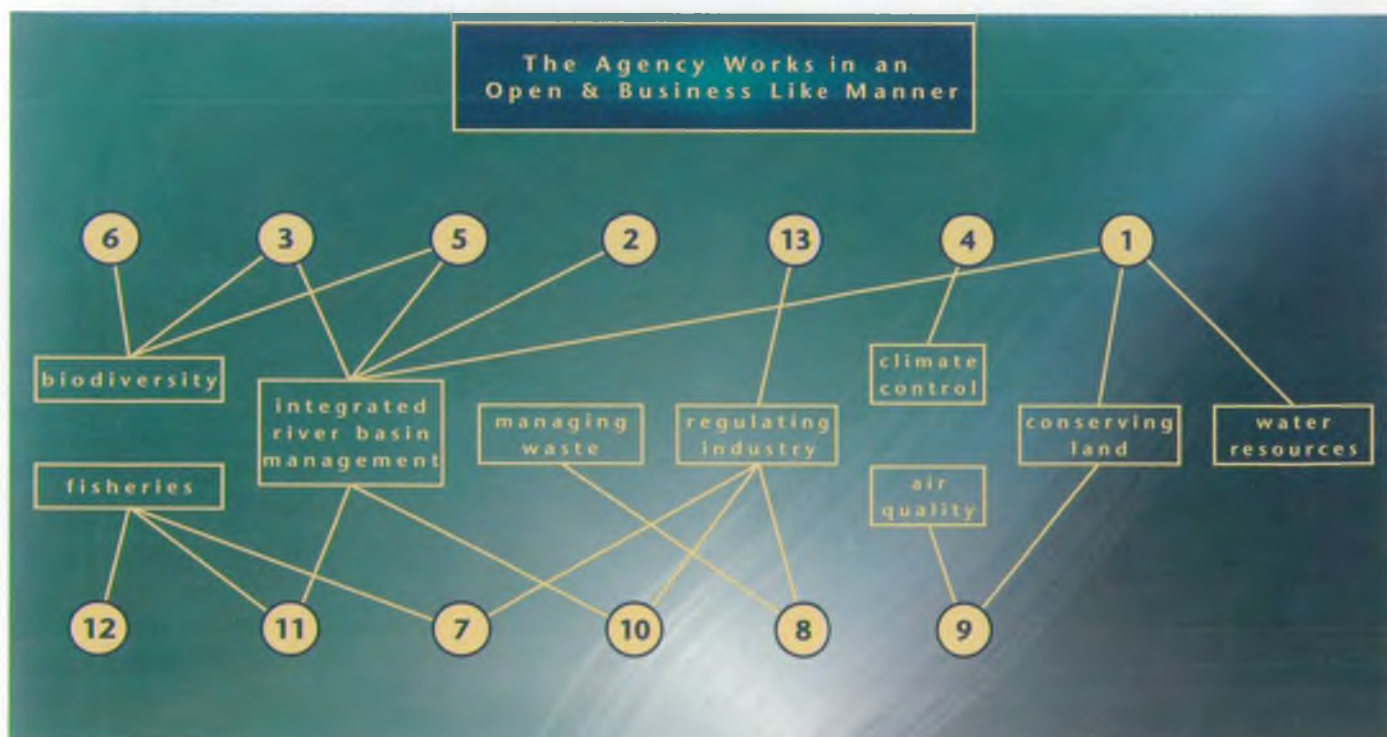 The Agency Works in an
Open & Business Like Manner
6 3 5 2 13 4 1
biodiversity
integrated
river basin
management
managing
waste
regulating
industry
climate
control
conserving
land
water
resources
fisheries
air
quality
12 11 7 10 8 9